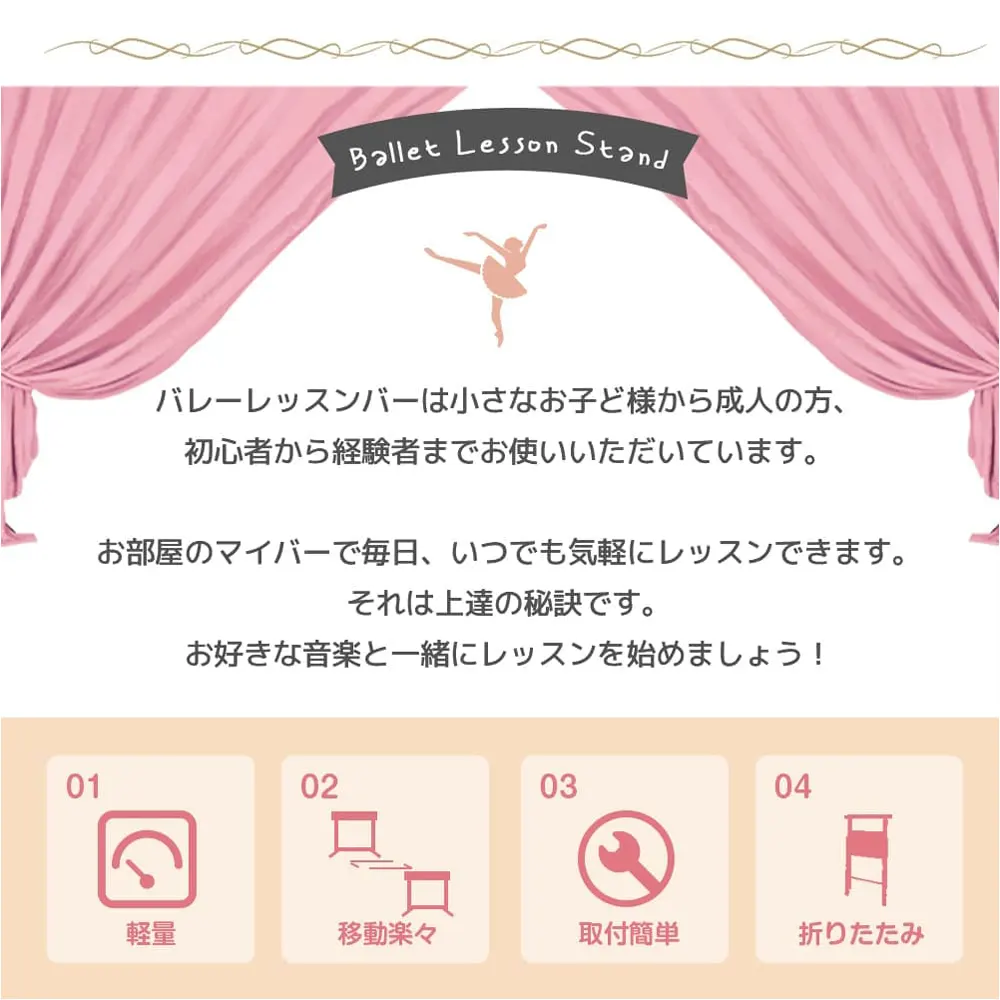 Ballet Lesson Stand
バレーレッスンバーは小さなお子ど様から成人の方、
初心者から経験者までお使いいただいています。
お部屋のマイバーで毎日、いつでも気軽にレッスンできます。
それは上達の秘訣です。
お好きな音楽と一緒にレッスンを始めましょう！
01
軽量
02
移動楽々
03
取付簡単
04
折りたたみ